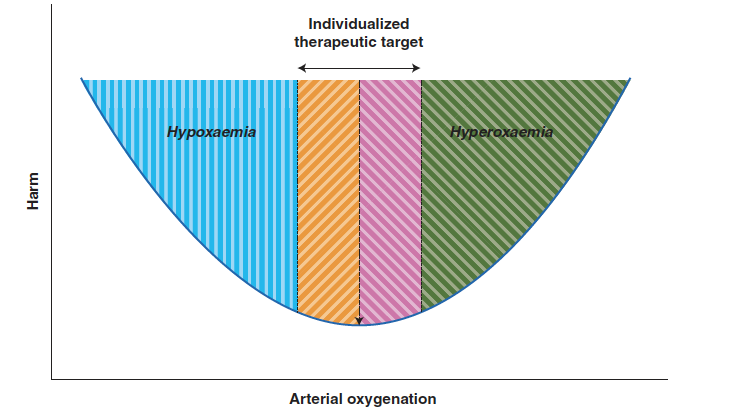 Individualized
therapeutic target
Hypoxaemia
Hyperoxaemia
Harm
Arterial oxygenation